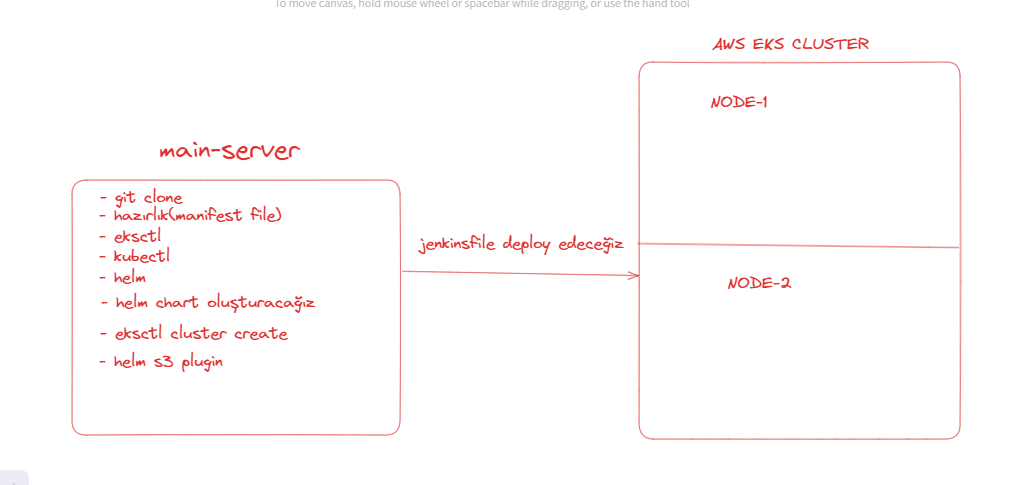 To move canvas, hold mouse wheel or spacebar while dragging, or use the hand tool
AWS EKS CLUSTER
NODE-1
main-server
- git clone
- hazırlık(manifest file)
- eksctl
- kubectl
- helm
- helm chart oluşturacağız
- eksctl cluster create
- helm s3 plugin
jenkinsfile deploy edeceğiz
NODE-2